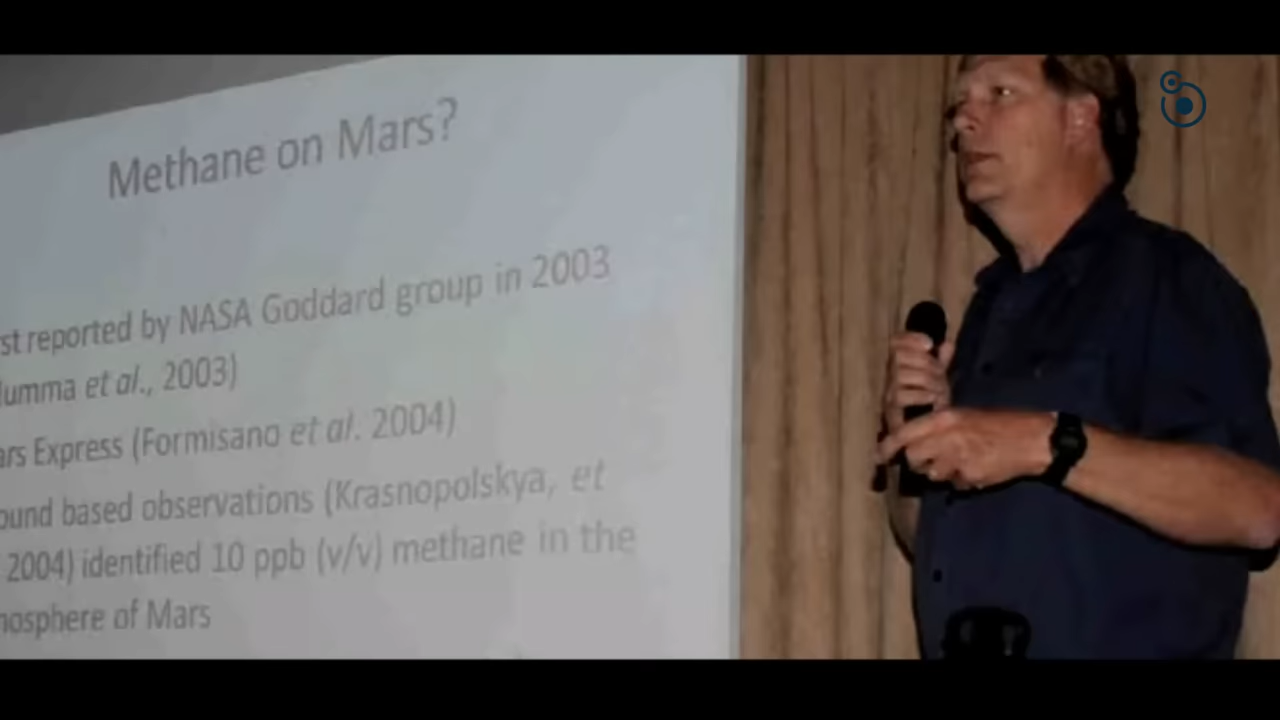 Methane on Mars?
st reported by NASA Goddard group in 2003
umma et al., 2003)
ars Express (Formisano et al. 2004)
ound based observations (Krasnopolskya, et
2004) identified 10 ppb (v/v) methane in the
nosphere of Mars